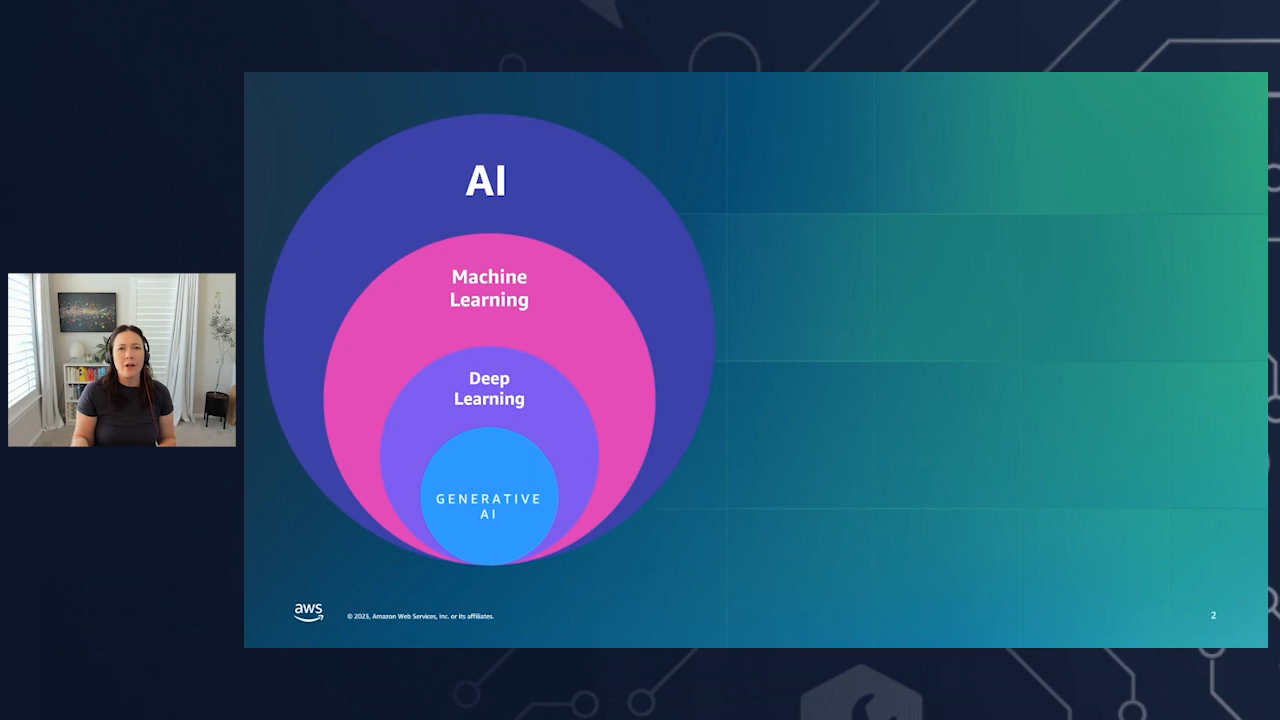 AI
Machine
Learning
Deep
Learning
GENERATIVE
AI
aws
© 2023, Amazon Web Services, Inc. or its affiliates.
2